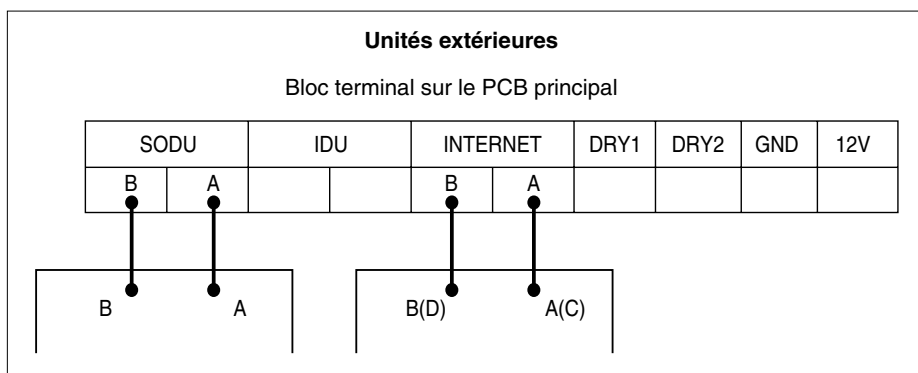 Unités extérieures
Bloc terminal sur le PCB principal
SODU IDU INTERNET DRY1 DRY2 GND 12V
B A B A
B A B(D) A(C)